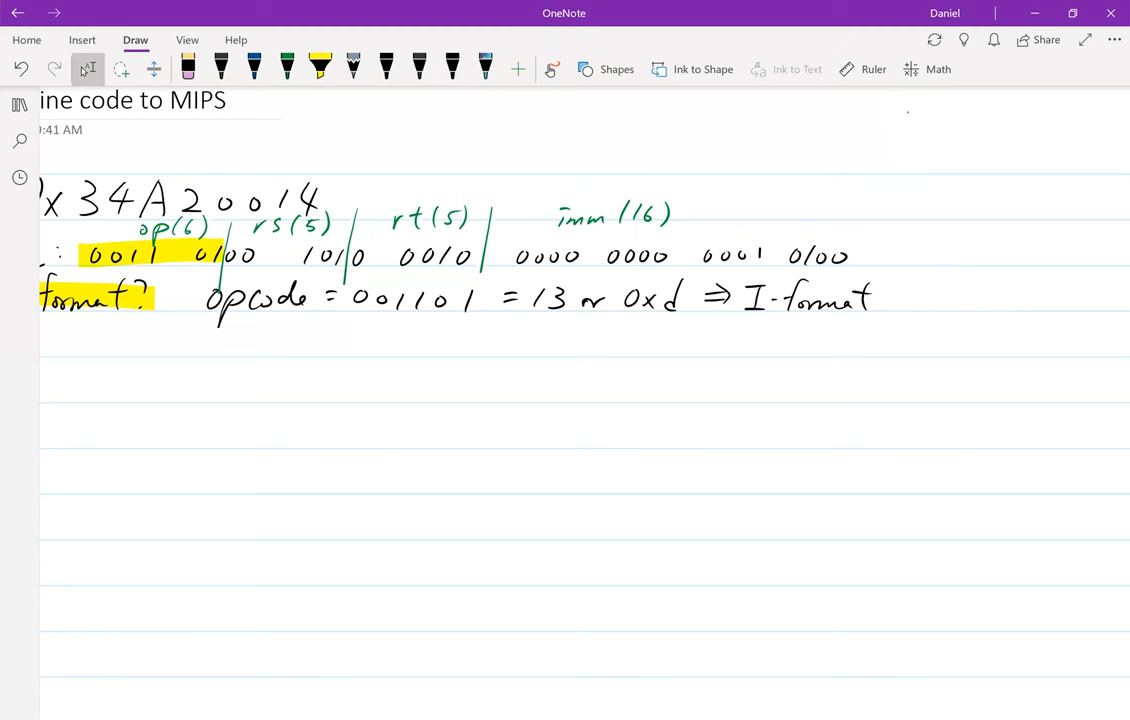 OneNote
Daniel
Home Insert Draw View Help
Share
Shapes Ink to Shape Ink to Text Ruler Math
ine code to MIPS
9:41 AM
x34A20014
op(6) rs(5) rt(5) imm(16)
: 0011 0100 1010 0010 0000 0000 0001 0100
format? opcode = 001101 = 13 or 0xd ⇒ I-format